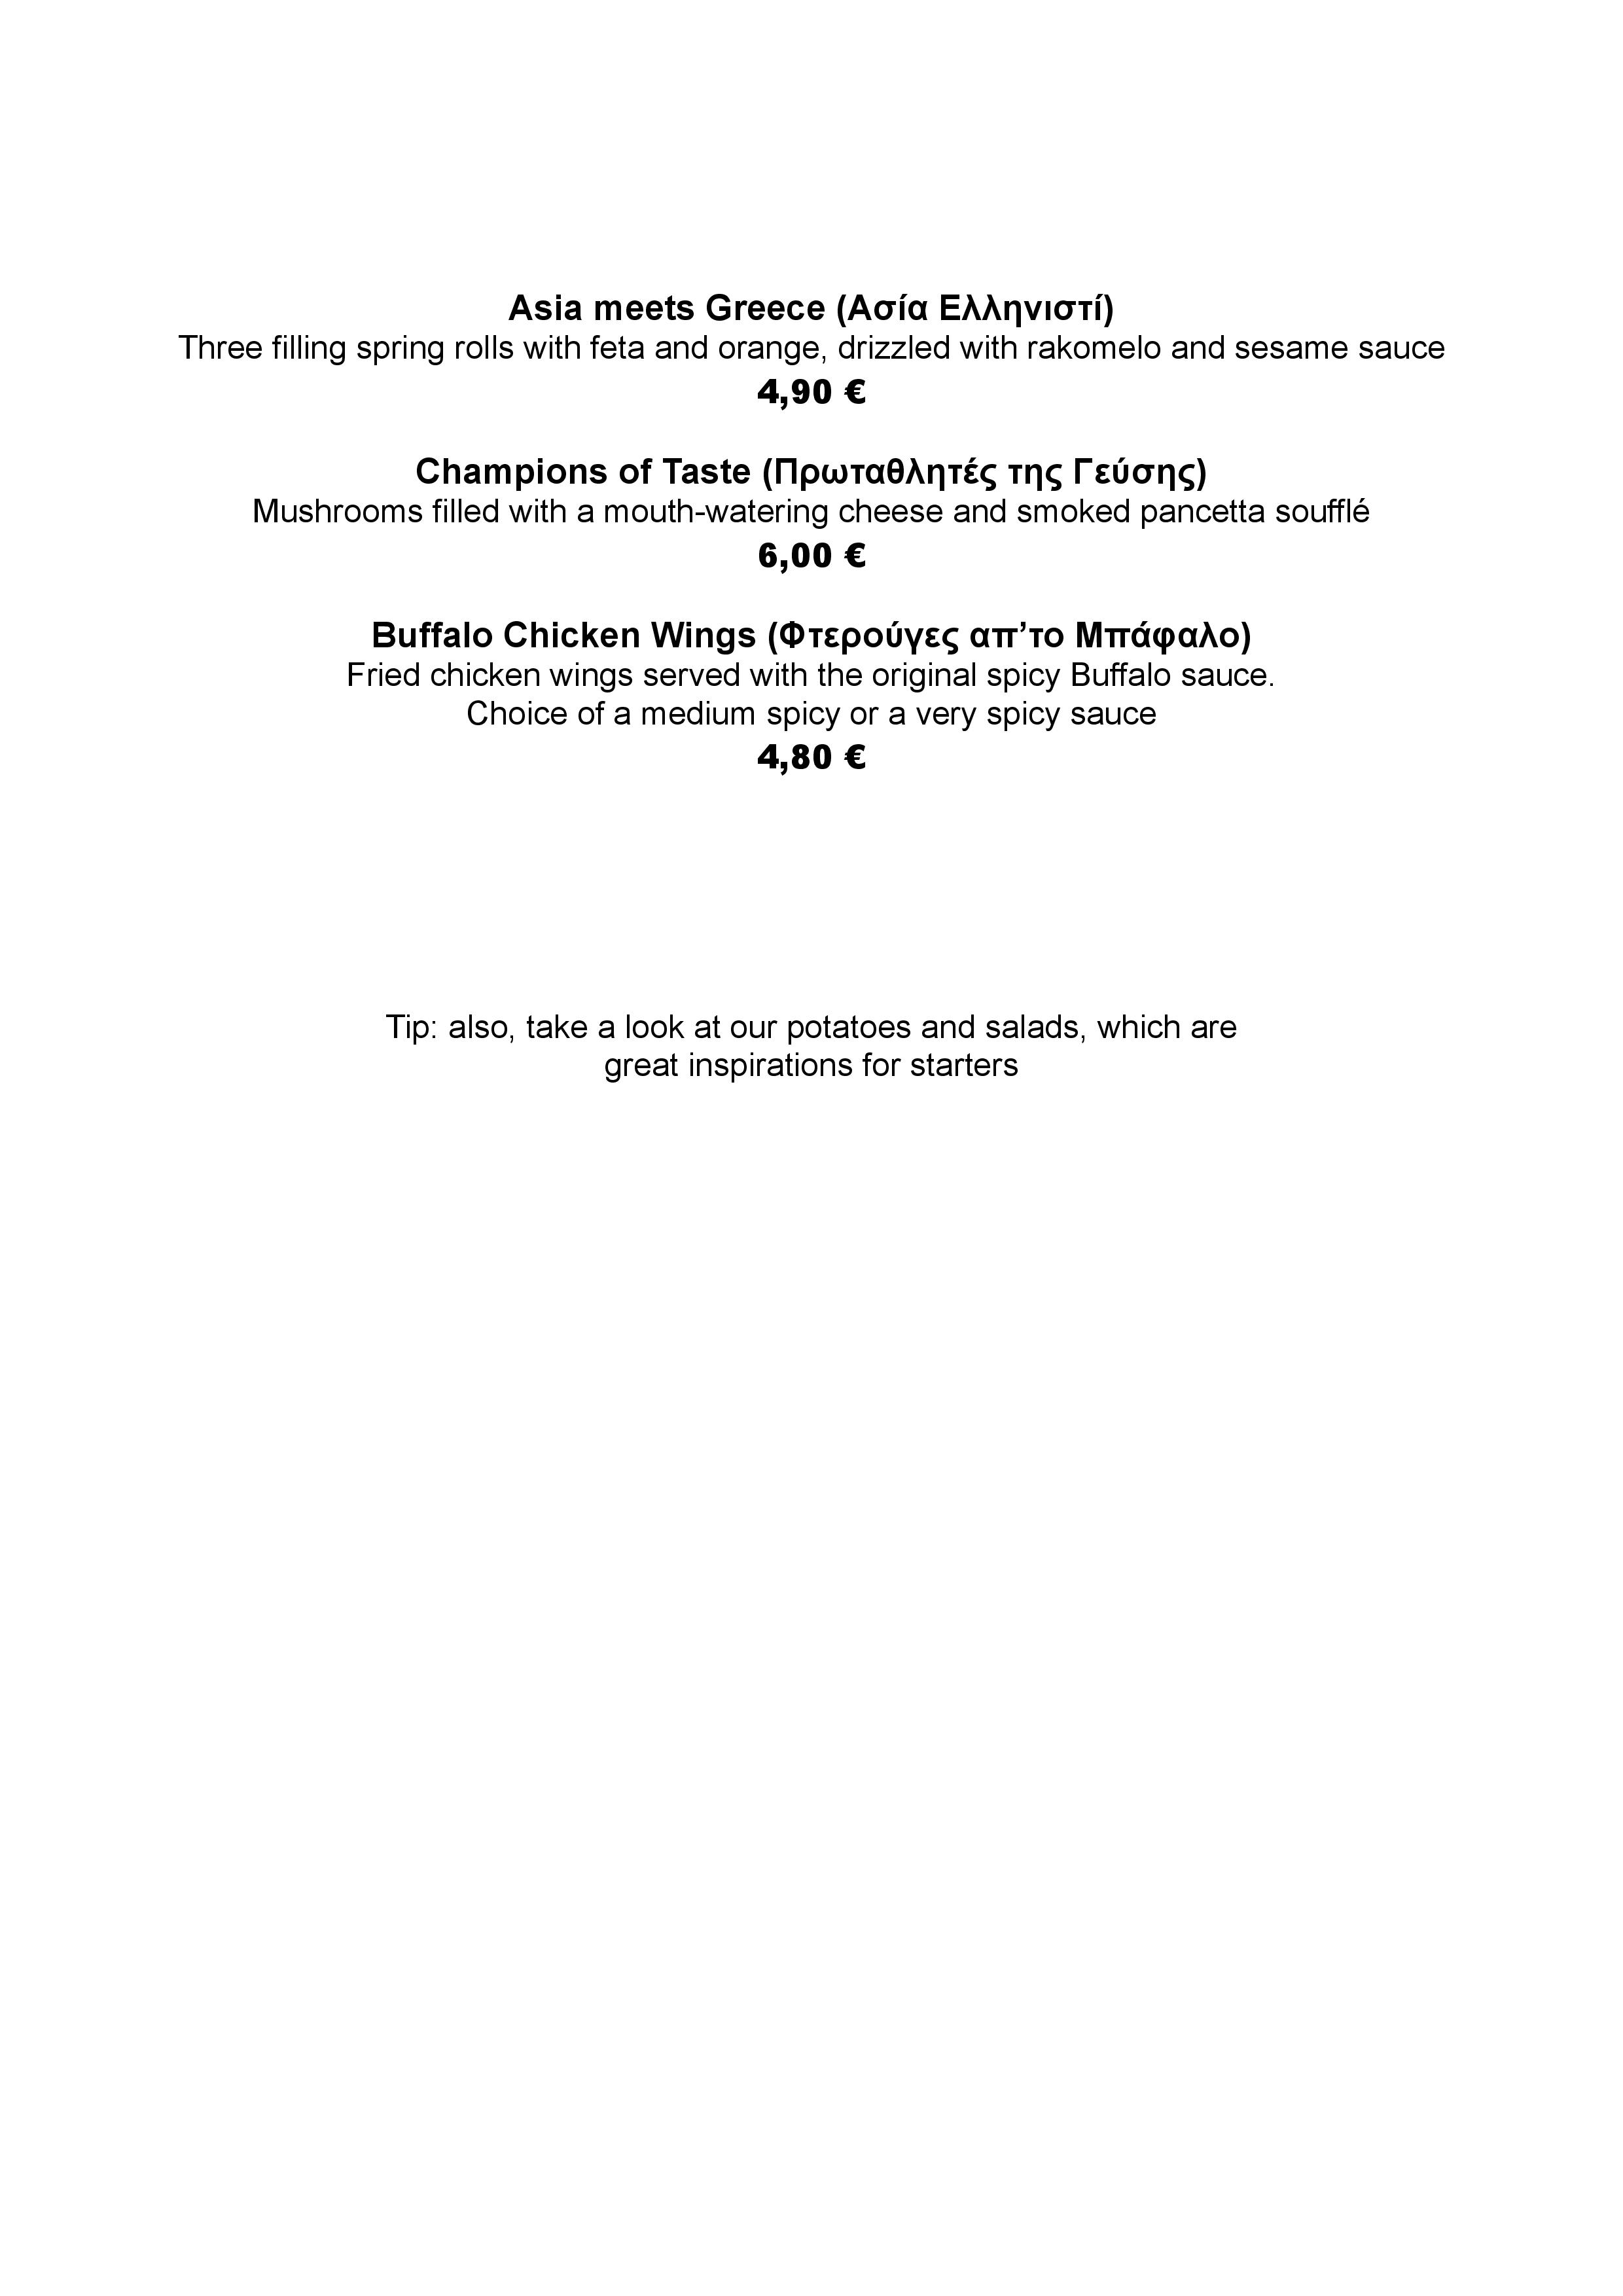 Asia meets Greece (Ασία Ελληνιστί)
Three filling spring rolls with feta and orange, drizzled with rakomelo and sesame sauce
4,90 €
Champions of Taste (Πρωταθλητές της Γεύσης)
Mushrooms filled with a mouth-watering cheese and smoked pancetta soufflé
6,00 €
Buffalo Chicken Wings (Φτερούγες απ’το Μπάφαλο)
Fried chicken wings served with the original spicy Buffalo sauce.
Choice of a medium spicy or a very spicy sauce
4,80 €
Tip: also, take a look at our potatoes and salads, which are
great inspirations for starters